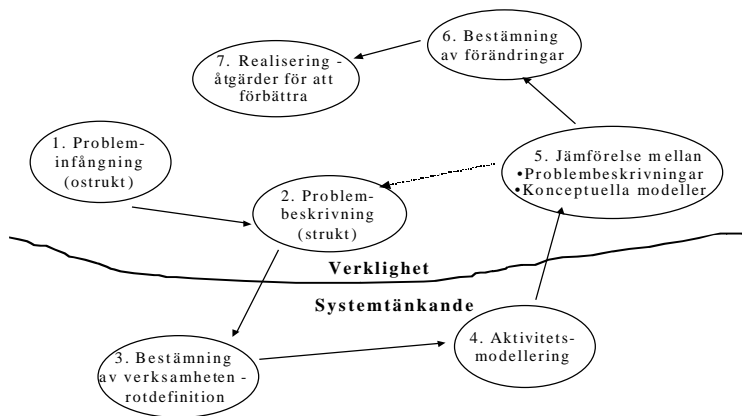 1. Problem-
infångning
(ostrukt)
2. Problem-
beskrivning
(strukt)
3. Bestämning
av verksamheten -
rotdefinition
4. Aktivitets-
modellering
5. Jämförelse mellan
•Problembeskrivningar
•Konceptuella modeller
6. Bestämning
av förändringar
7. Realisering -
åtgärder för att
förbättra
Verklighet
Systemtänkande